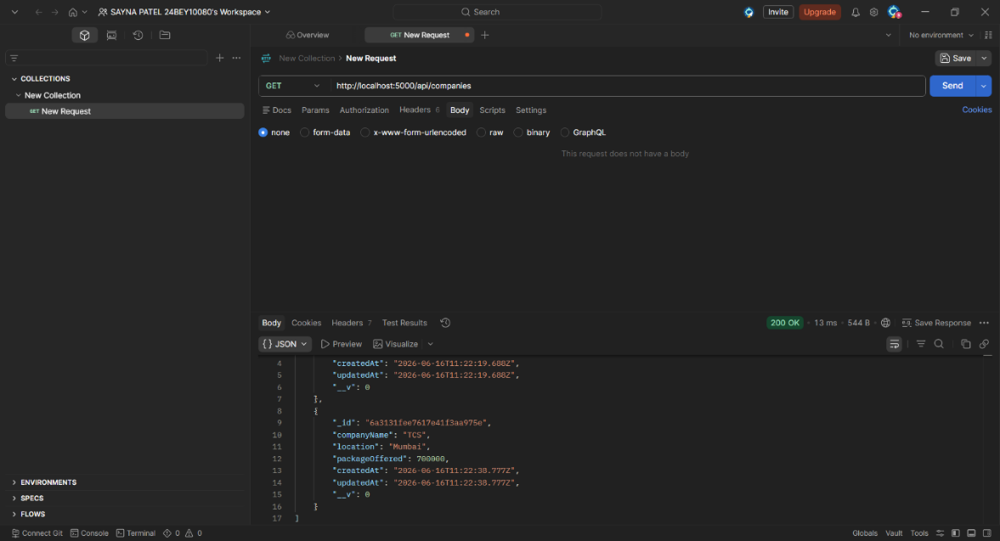 SAYNA PATEL 24BEY10080's Workspace
Search
Invite
Upgrade
Overview
GET New Request
No environment
New Collection > New Request
Save
COLLECTIONS
New Collection
GET New Request
GET
http://localhost:5000/api/companies
Send
Docs Params Authorization Headers 6 Body Scripts Settings
Cookies
none form-data x-www-form-urlencoded raw binary GraphQL
This request does not have a body
Body Cookies Headers 7 Test Results
200 OK • 13 ms • 544 B
Save Response
{} JSON Preview Visualize
4 "createdAt": "2026-06-16T11:22:19.688Z",
5 "updatedAt": "2026-06-16T11:22:19.688Z",
6 "__v": 0
7 },
8 {
9 "_id": "6a3131fee7617e41f3aa975e",
10 "companyName": "TCS",
11 "location": "Mumbai",
12 "packageOffered": 700000,
13 "createdAt": "2026-06-16T11:22:38.777Z",
14 "updatedAt": "2026-06-16T11:22:38.777Z",
15 "__v": 0
16 }
17 ]
ENVIRONMENTS
SPECS
FLOWS
Connect Git Console Terminal 0 0
Globals Vault Tools